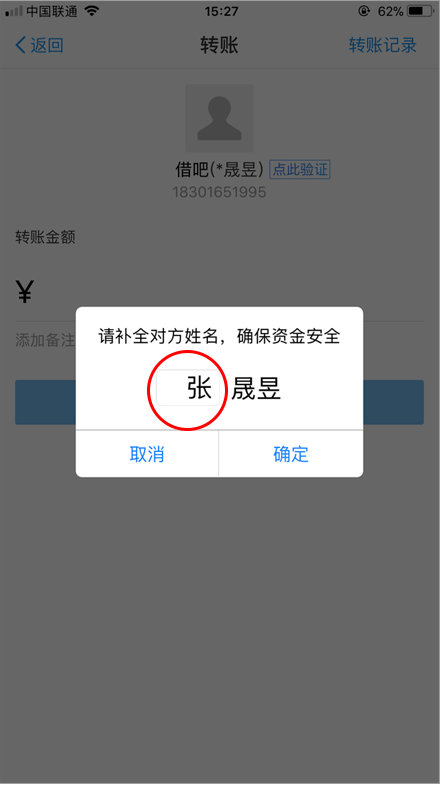 中国联通 15:27 62%
返回 转账 转账记录
借吧(*晟昱) 点此验证
18301651995
转账金额
¥
添加备注
请补全对方姓名，确保资金安全
张 晟昱
取消 确定